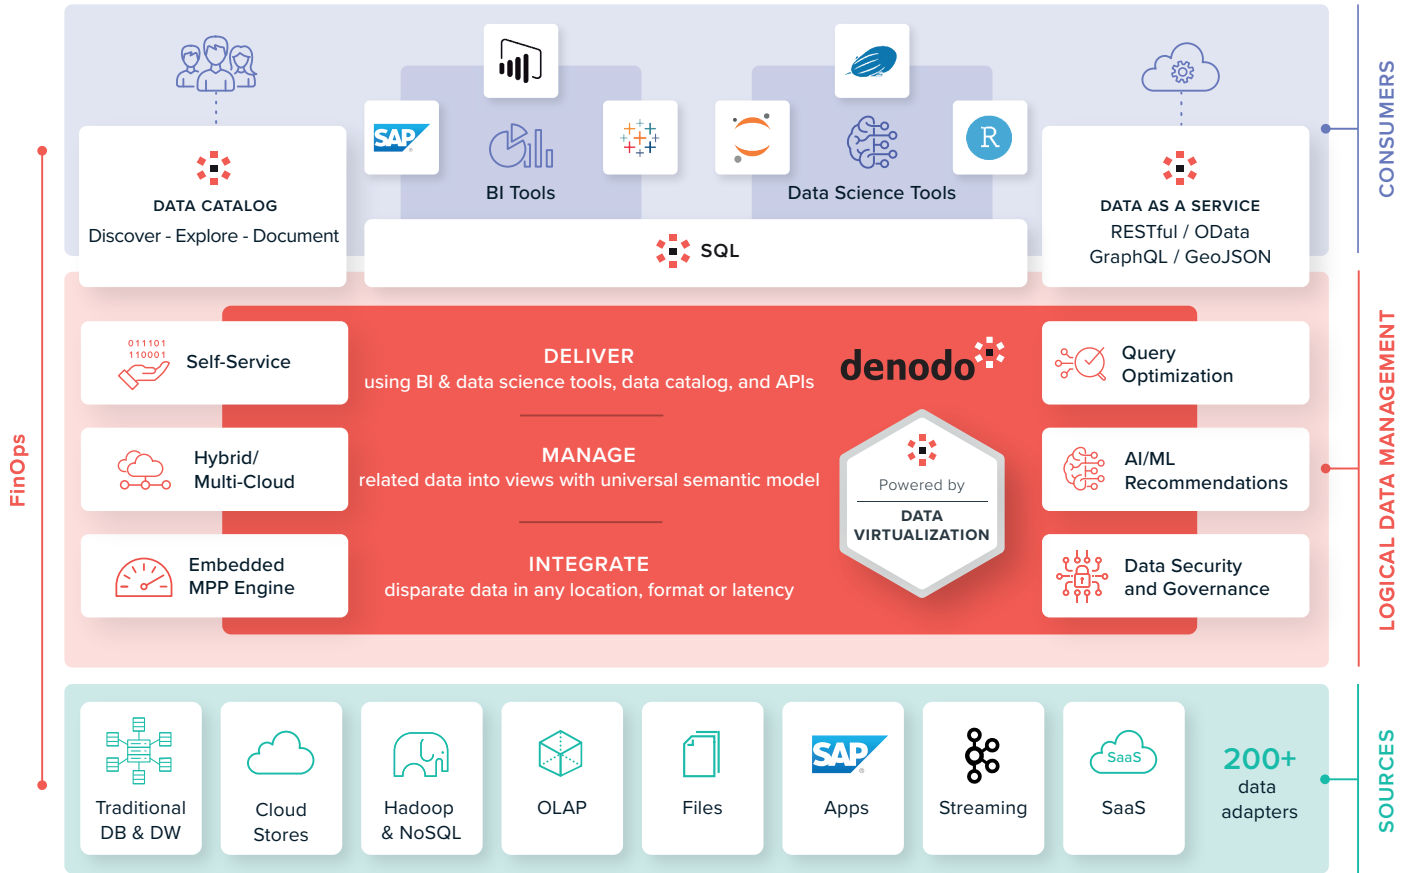 CONSUMERS
SAP
BI Tools
R
Data Science Tools
DATA CATALOG
Discover - Explore - Document
SQL
DATA AS A SERVICE
RESTful / OData
GraphQL / GeoJSON
FinOps
LOGICAL DATA MANAGEMENT
011101
110001
Self-Service
Hybrid/
Multi-Cloud
Embedded
MPP Engine
DELIVER
using BI & data science tools, data catalog, and APIs
MANAGE
related data into views with universal semantic model
INTEGRATE
disparate data in any location, format or latency
denodo
Powered by
DATA
VIRTUALIZATION
Query
Optimization
AI/ML
Recommendations
Data Security
and Governance
SOURCES
Traditional
DB & DW
Cloud
Stores
Hadoop
& NoSQL
OLAP
Files
SAP
Apps
Streaming
SaaS
SaaS
200+
data
adapters